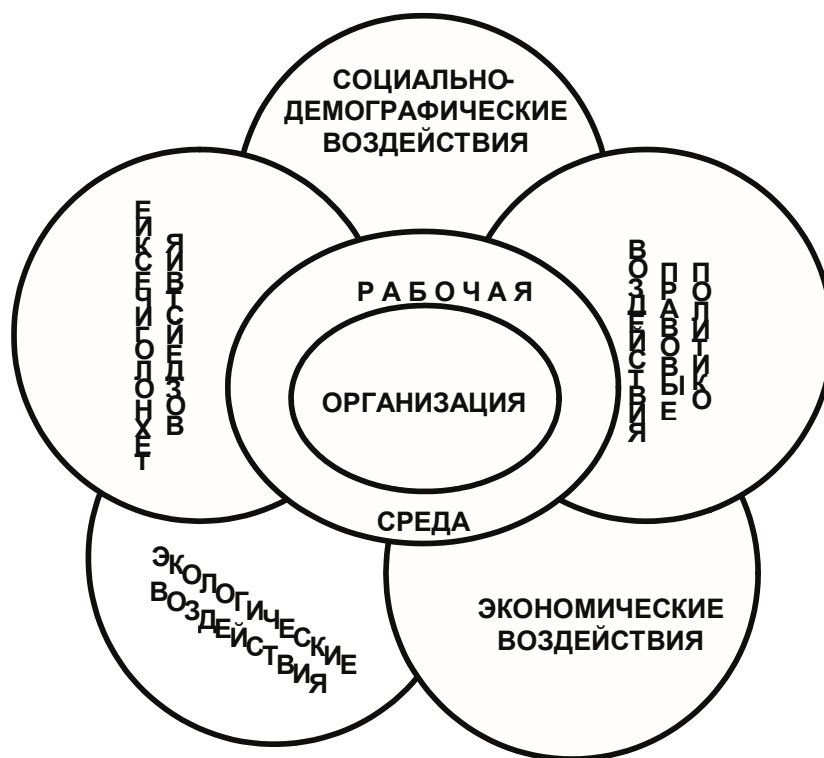 СОЦИАЛЬНО-
ДЕМОГРАФИЧЕСКИЕ
ВОЗДЕЙСТВИЯ
ТЕХНОЛОГИЧЕСКИЕ
ВОЗДЕЙСТВИЯ
РАБОЧАЯ
ОРГАНИЗАЦИЯ
СРЕДА
ПОЛИТИКО
ПРАВОВЫЕ
ВОЗДЕЙСТВИЯ
ЭКОЛОГИЧЕСКИЕ
ВОЗДЕЙСТВИЯ
ЭКОНОМИЧЕСКИЕ
ВОЗДЕЙСТВИЯ